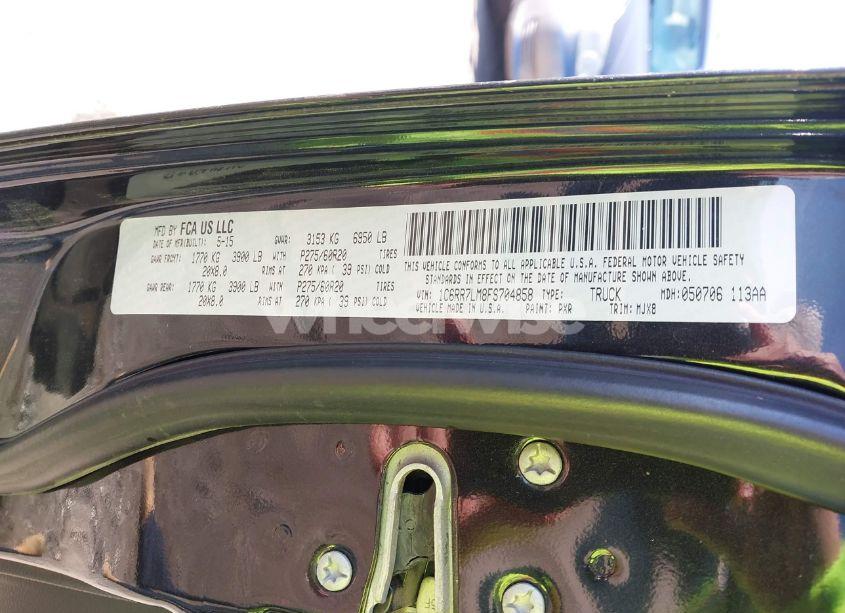 MFD BY FCA US LLC
DATE OF MFR(BUILT): 5-15 GVWR: 3153 KG 6950 LB
GAWR FRONT: 1770 KG 3900 LB WITH P275/60R20 TIRES
20X8.0 RIMS AT 270 KPA ( 39 PSI) COLD
GAWR REAR: 1770 KG 3900 LB WITH P275/60R20 TIRES
20X8.0 RIMS AT 270 KPA ( 39 PSI) COLD
THIS VEHICLE CONFORMS TO ALL APPLICABLE U.S.A. FEDERAL MOTOR VEHICLE SAFETY
STANDARDS IN EFFECT ON THE DATE OF MANUFACTURE SHOWN ABOVE.
VIN: 1C6RR7LM8FS704858 TYPE: TRUCK MDH: 050706 113AA
VEHICLE MADE IN U.S.A. PAINT: PXR TRIM: MJX8
wheelwise